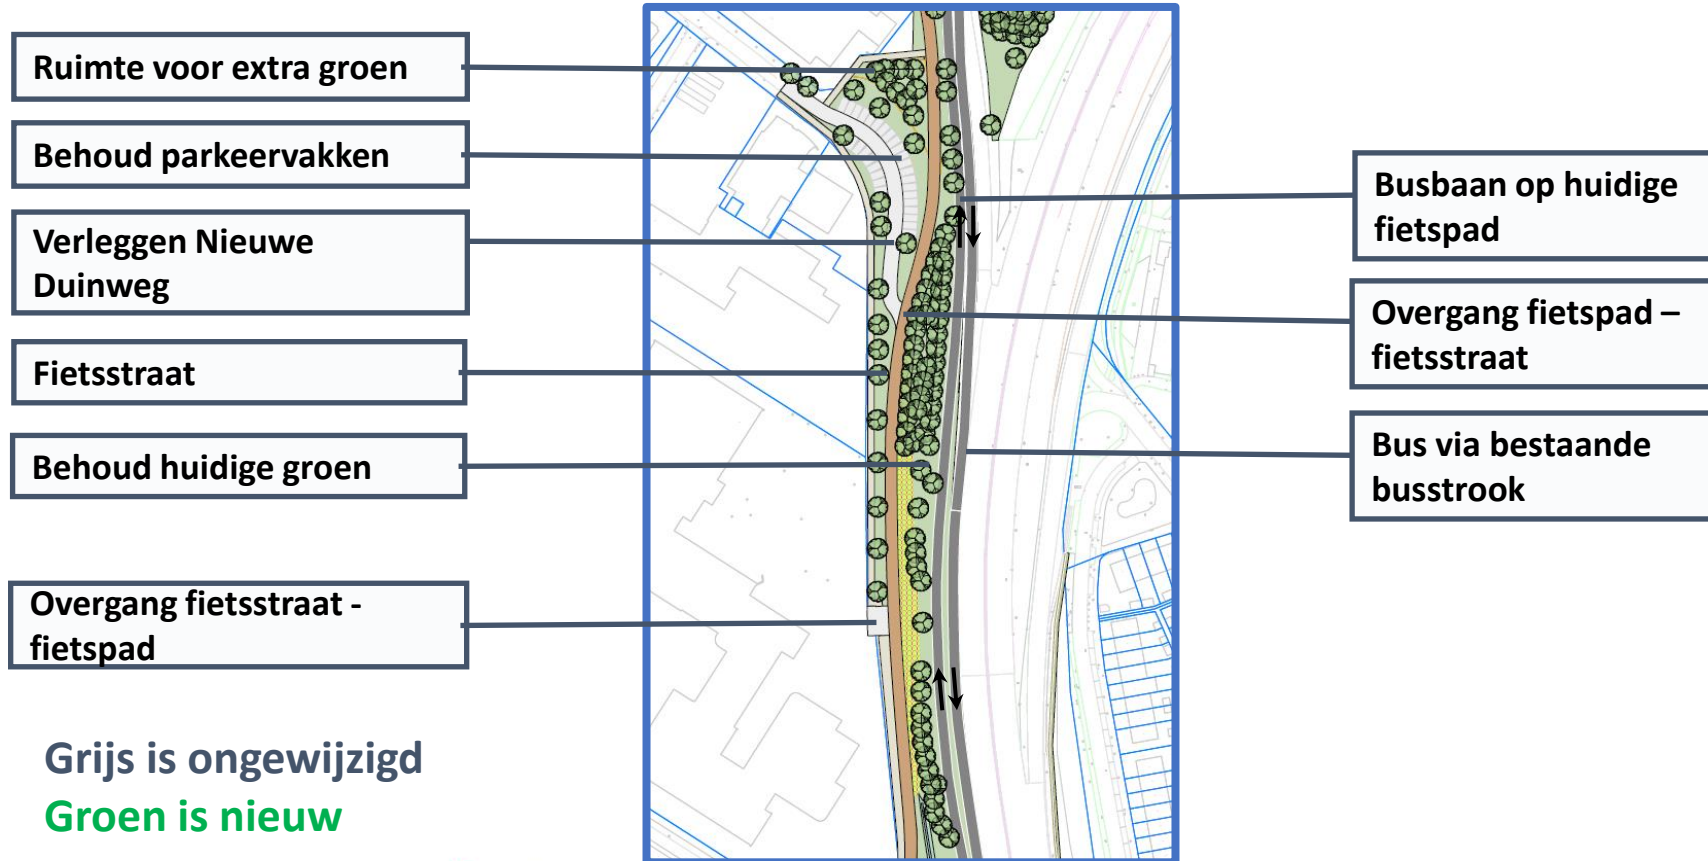 Ruimte voor extra groen
Behoud parkeervakken
Verleggen Nieuwe
Duinweg
Fietsstraat
Behoud huidige groen
Overgang fietsstraat -
fietspad
Grijs is ongewijzigd
Groen is nieuw
Busbaan op huidige
fietspad
Overgang fietspad –
fietsstraat
Bus via bestaande
busstrook